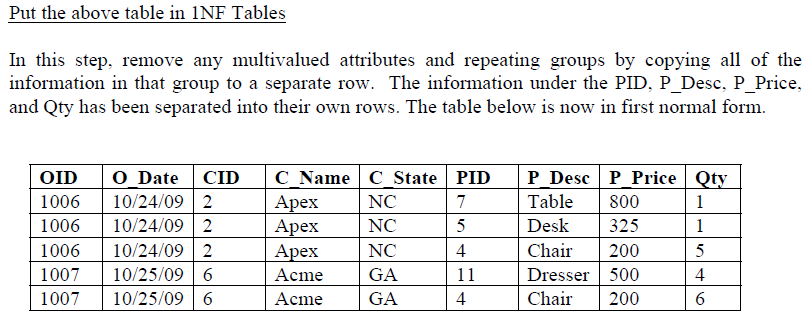 Put the above table in 1NF Tables
In this step, remove any multivalued attributes and repeating groups by copying all of the
information in that group to a separate row. The information under the PID, P_Desc, P_Price,
and Qty has been separated into their own rows. The table below is now in first normal form.
OID O_Date CID C_Name C_State PID P_Desc P_Price Qty
1006 10/24/09 2 Apex NC 7 Table 800 1
1006 10/24/09 2 Apex NC 5 Desk 325 1
1006 10/24/09 2 Apex NC 4 Chair 200 5
1007 10/25/09 6 Acme GA 11 Dresser 500 4
1007 10/25/09 6 Acme GA 4 Chair 200 6